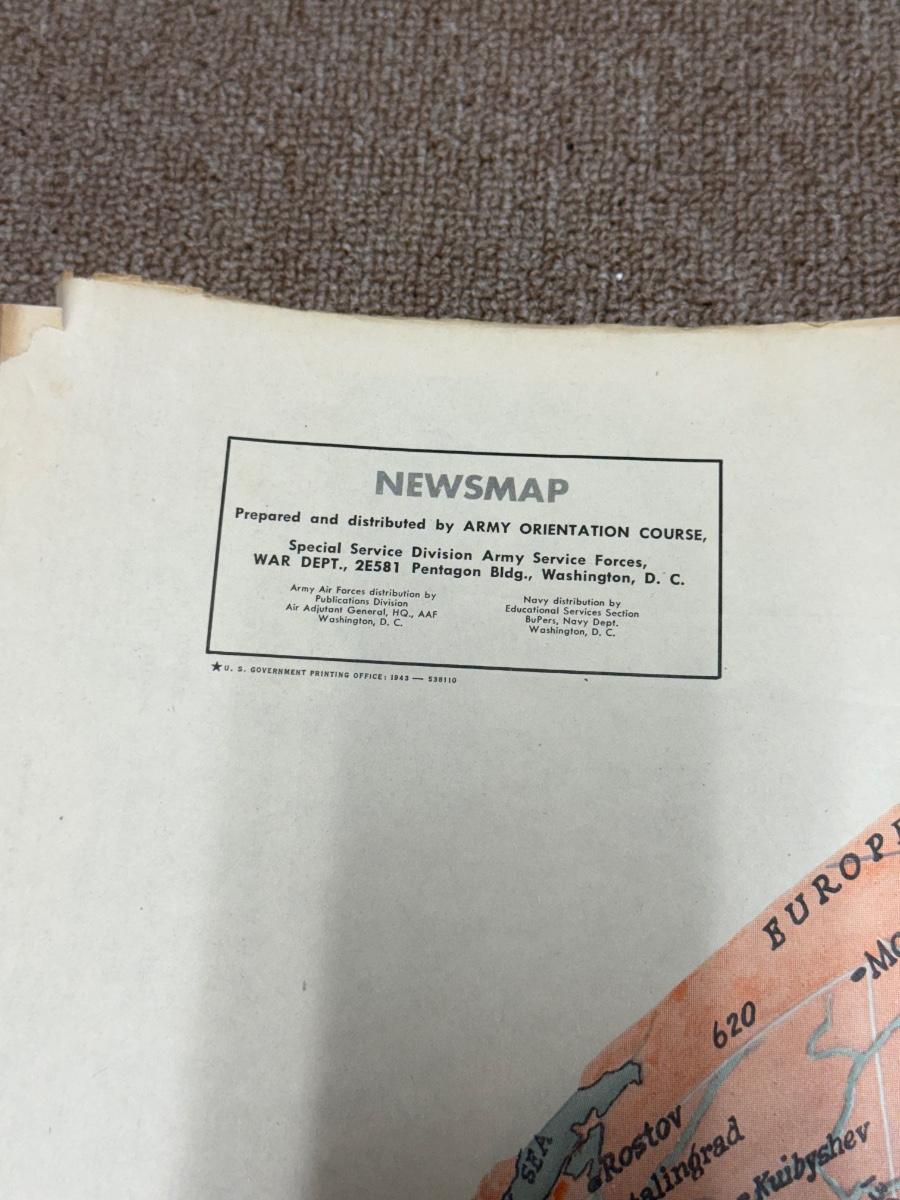 NEWSMAP
Prepared and distributed by ARMY ORIENTATION COURSE,
Special Service Division Army Service Forces,
WAR DEPT., 2E581 Pentagon Bldg., Washington, D. C.
Army Air Forces distribution by
Publications Division
Air Adjutant General, HQ., AAF
Washington, D. C.
Navy distribution by
Educational Services Section
BuPers, Navy Dept.
Washington, D. C.
★ U. S. GOVERNMENT PRINTING OFFICE: 1943 — 538110
EUROPE
620
SEA
Rostov
Kuibyshev